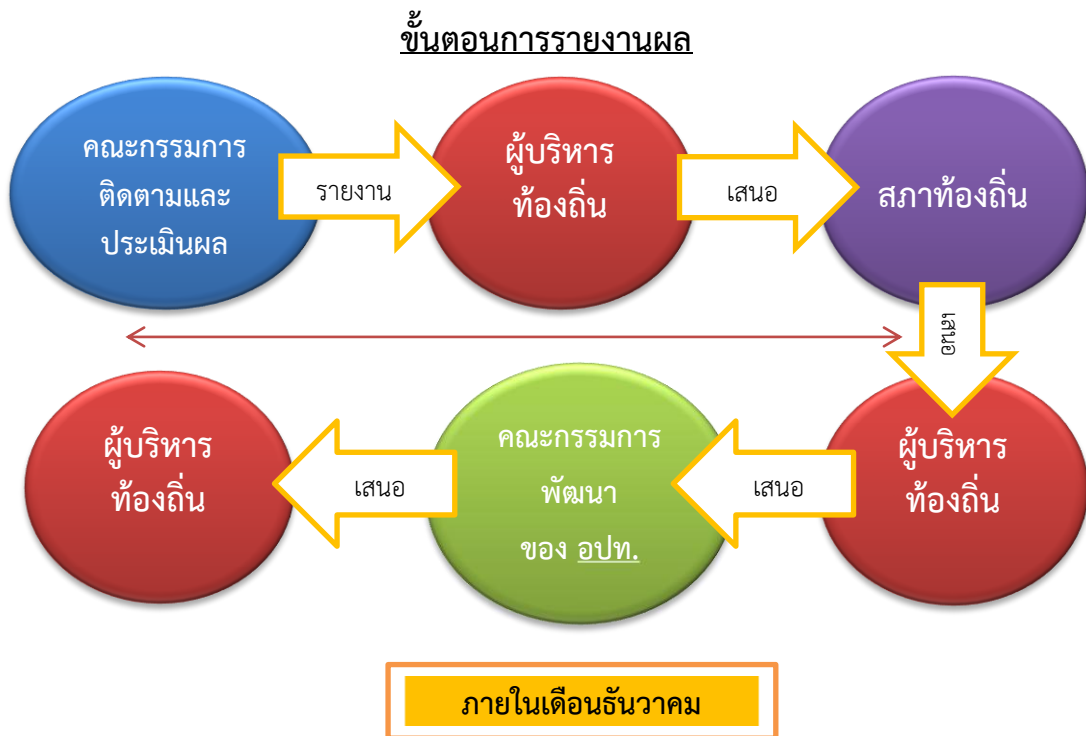 ขั้นตอนการรายงานผล
คณะกรรมการ
ติดตามและ
ประเมินผล
รายงาน
ผู้บริหาร
ท้องถิ่น
เสนอ
สภาท้องถิ่น
เสนอ
ผู้บริหาร
ท้องถิ่น
เสนอ
คณะกรรมการ
พัฒนา
ของ อปท.
เสนอ
ผู้บริหาร
ท้องถิ่น
ภายในเดือนธันวาคม